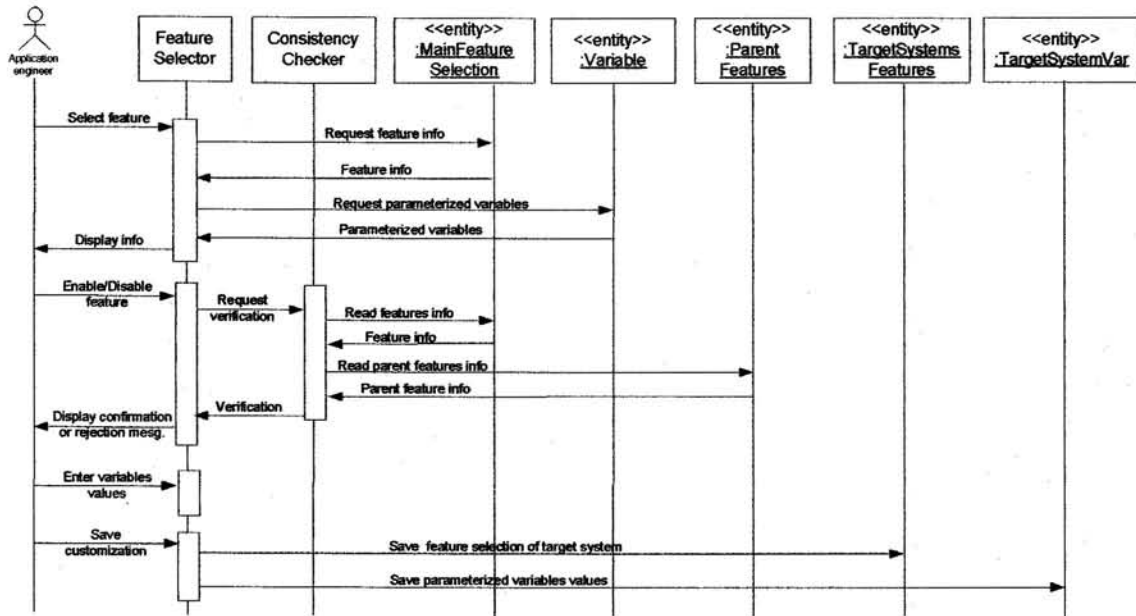 Application
engineer
Feature
Selector
Consistency
Checker
<<entity>>
:MainFeature
Selection
<<entity>>
:Variable
<<entity>>
:Parent
Features
<<entity>>
:TargetSystems
Features
<<entity>>
:TargetSystemVar
Select feature
Request feature info
Feature info
Request parameterized variables
Parameterized variables
Display info
Enable/Disable
feature
Request
verification
Read features info
Feature info
Read parent features info
Parent feature info
Verification
Display confirmation
or rejection mesg.
Enter variables
values
Save
customization
Save feature selection of target system
Save parameterized variables values